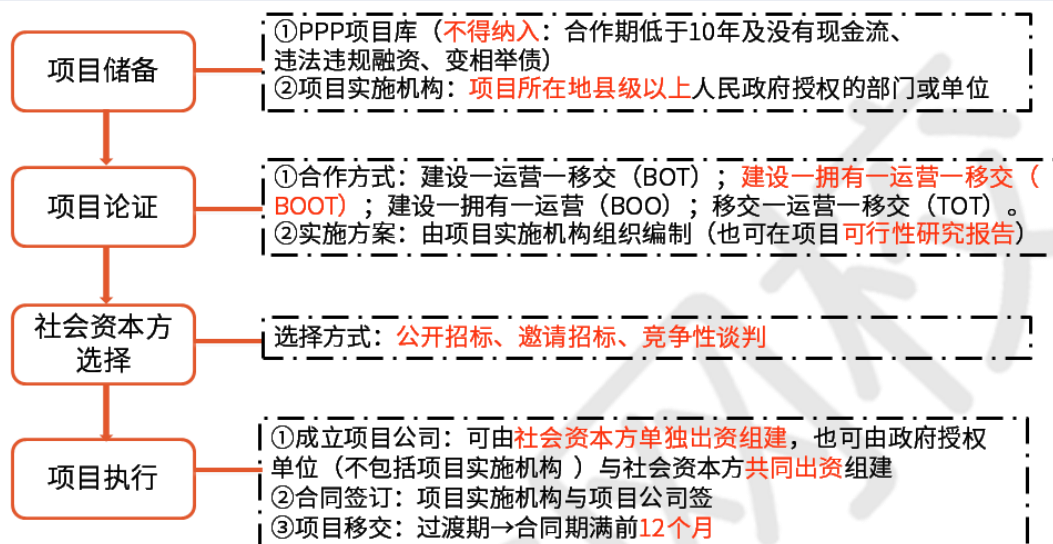 项目储备
①PPP项目库（不得纳入：合作期低于10年及没有现金流、
违法违规融资、变相举债）
②项目实施机构：项目所在地县级以上人民政府授权的部门或单位
项目论证
①合作方式：建设一运营一移交（BOT）；建设一拥有一运营一移交（
BOOT）；建设一拥有一运营（BOO）；移交一运营一移交（TOT）。
②实施方案：由项目实施机构组织编制（也可在项目可行性研究报告）
社会资本方
选择
选择方式：公开招标、邀请招标、竞争性谈判
项目执行
①成立项目公司：可由社会资本方单独出资组建，也可由政府授权
单位（不包括项目实施机构 ）与社会资本方共同出资组建
②合同签订：项目实施机构与项目公司签
③项目移交：过渡期→合同期满前12个月
网校